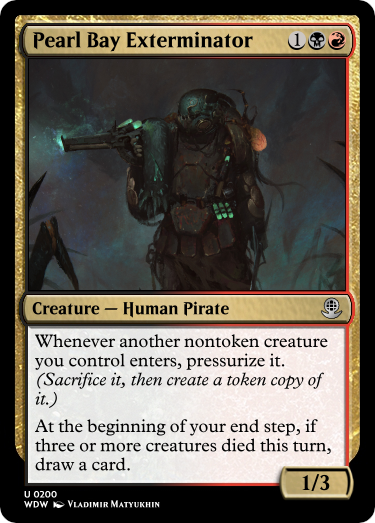 Pearl Bay Exterminator 1
Creature — Human Pirate
Whenever another nontoken creature
you control enters, pressurize it.
(Sacrifice it, then create a token copy of
it.)
At the beginning of your end step, if
three or more creatures died this turn,
draw a card.
1/3
U 0200
WDW Vladimir Matyukhin